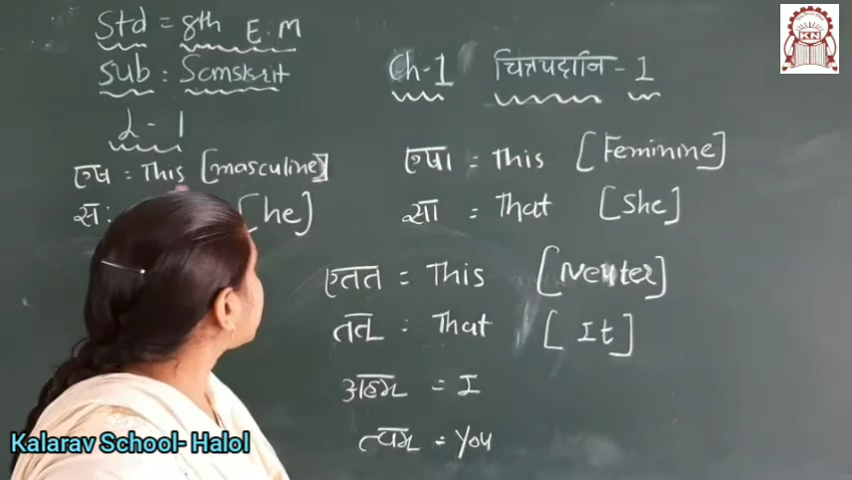 Std = 8th E.M
Sub : Samskrit
Ch-1 चित्रपदानि - 1
L - 1
एष : This [masculine]
एषा = This [Feminine]
स: [he]
सा = That [She]
एतत = This [Neuter]
तत् : That [It]
अहम = I
त्वम = You
Kalarav School- Halol
KN